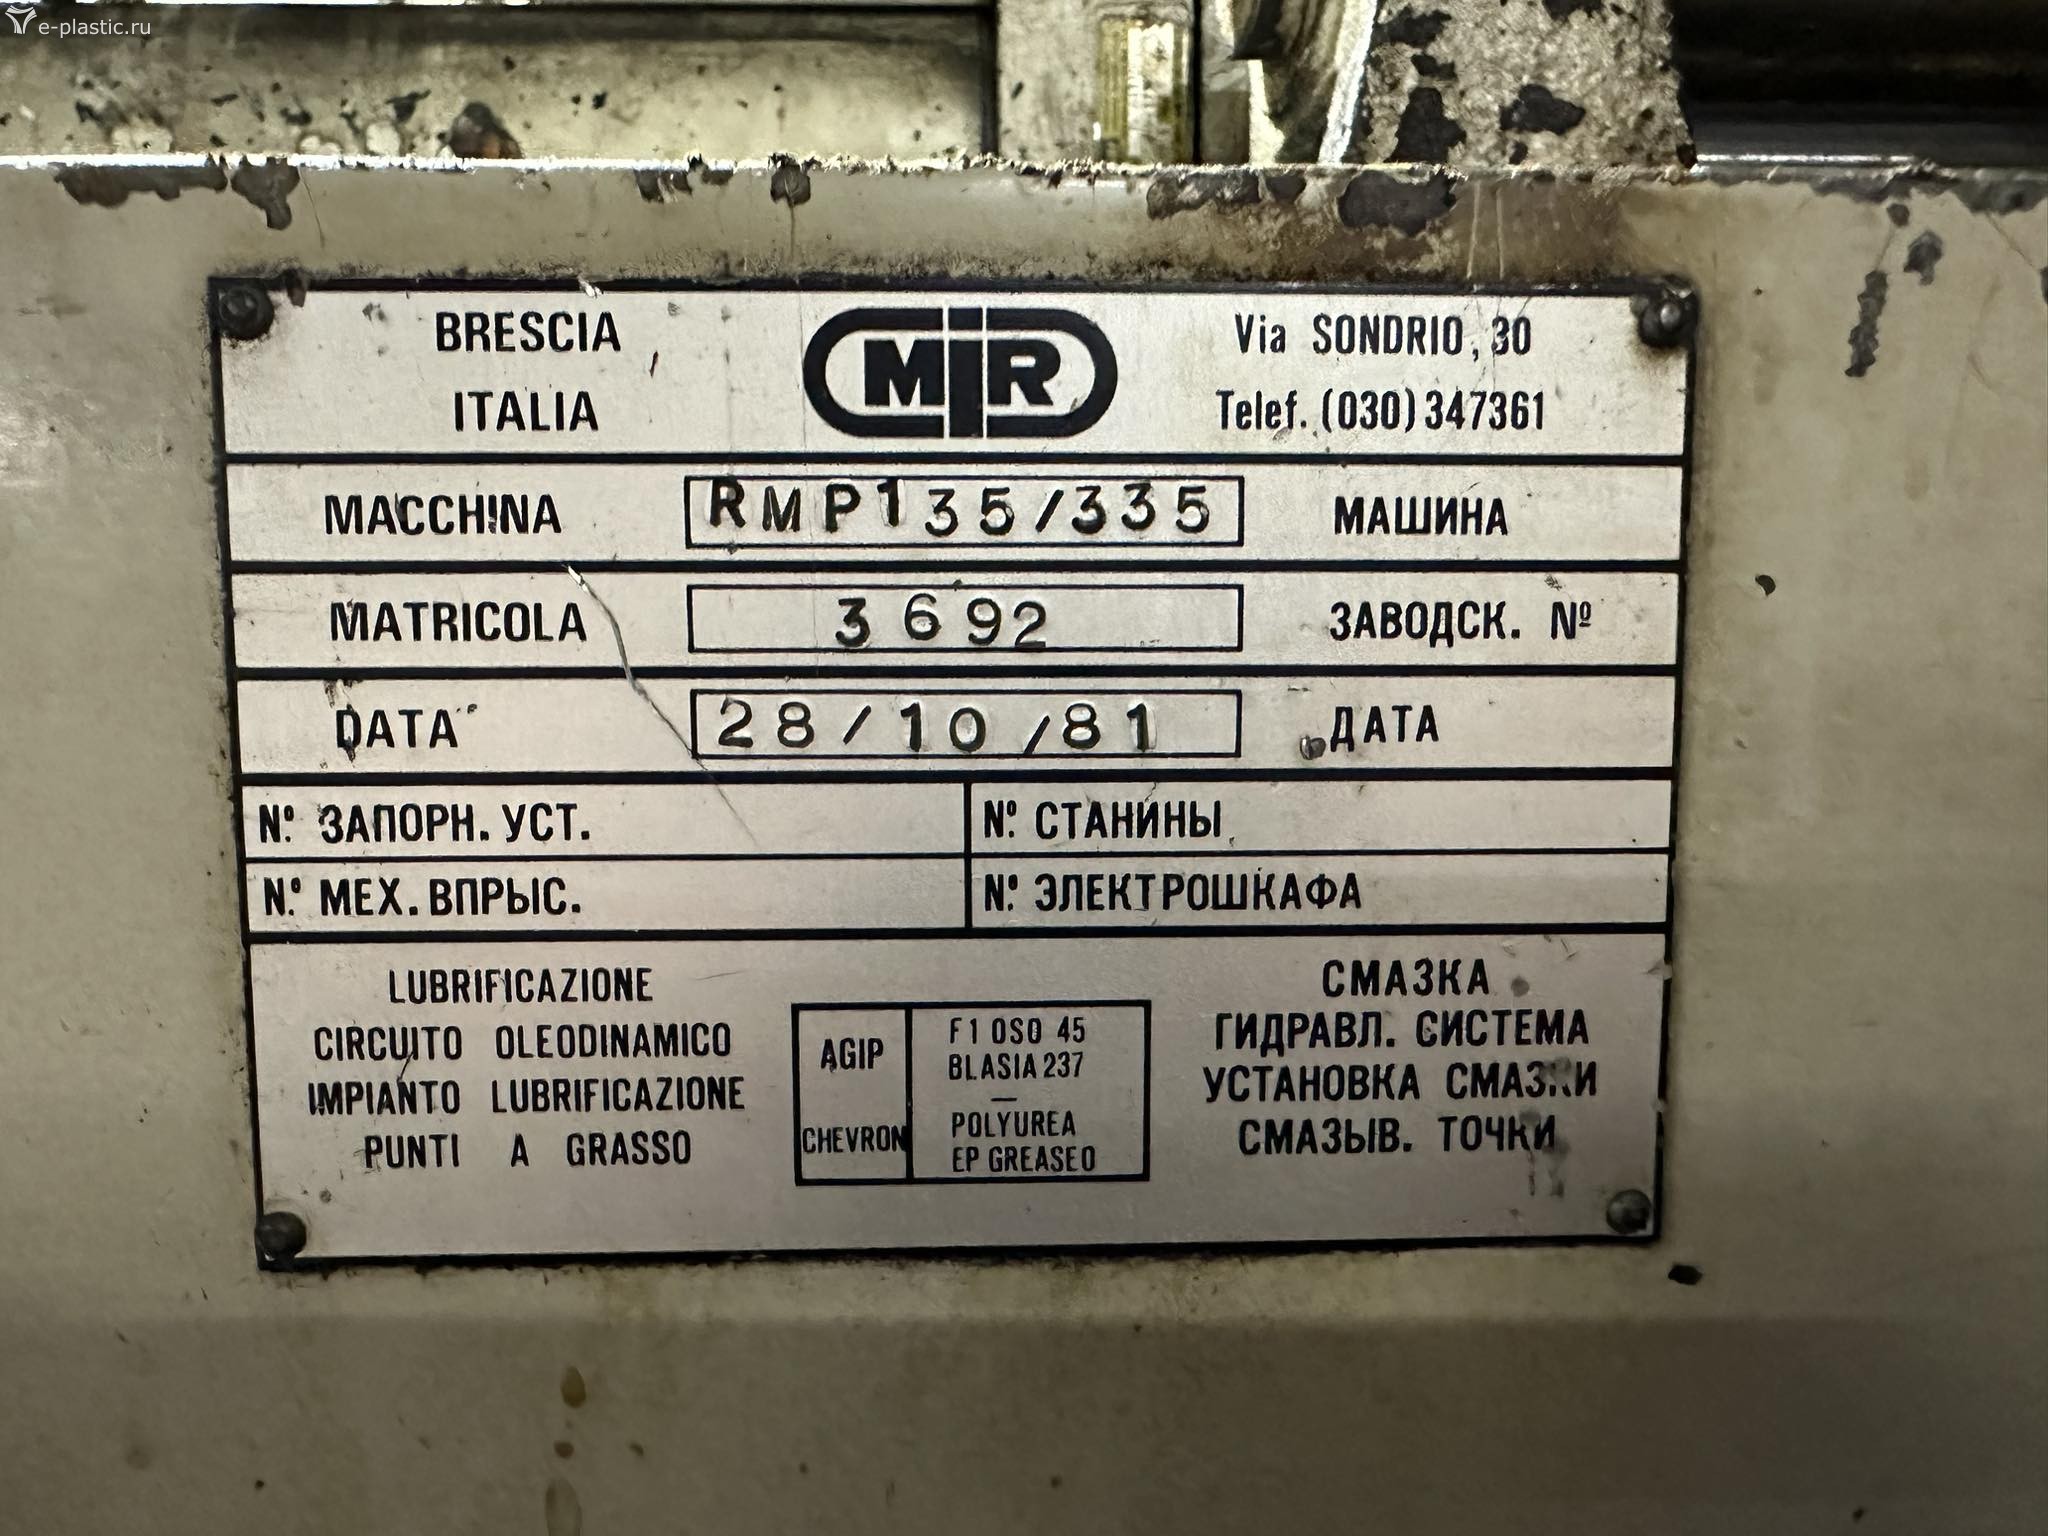 e-plastic.ru
BRESCIA
ITALIA
MIR
Via SONDRIO, 30
Telef. (030) 347361
MACCHINA RMP135/335 МАШИНА
MATRICOLA 3692 ЗАВОДСК. Nº
DATA 28/10/81 ДАТА
Nº ЗАПОРН. УСТ. Nº СТАНИНЫ
Nº МЕХ. ВПРЫС. Nº ЭЛЕКТРОШКАФА
LUBRIFICAZIONE
CIRCUITO OLEODINAMICO
IMPIANTO LUBRIFICAZIONE
PUNTI A GRASSO
AGIP
CHEVRON
F1 OSO 45
BLASIA 237
—
POLYUREA
EP GREASE0
СМАЗКА
ГИДРАВЛ. СИСТЕМА
УСТАНОВКА СМАЗКИ
СМАЗЫВ. ТОЧКИ